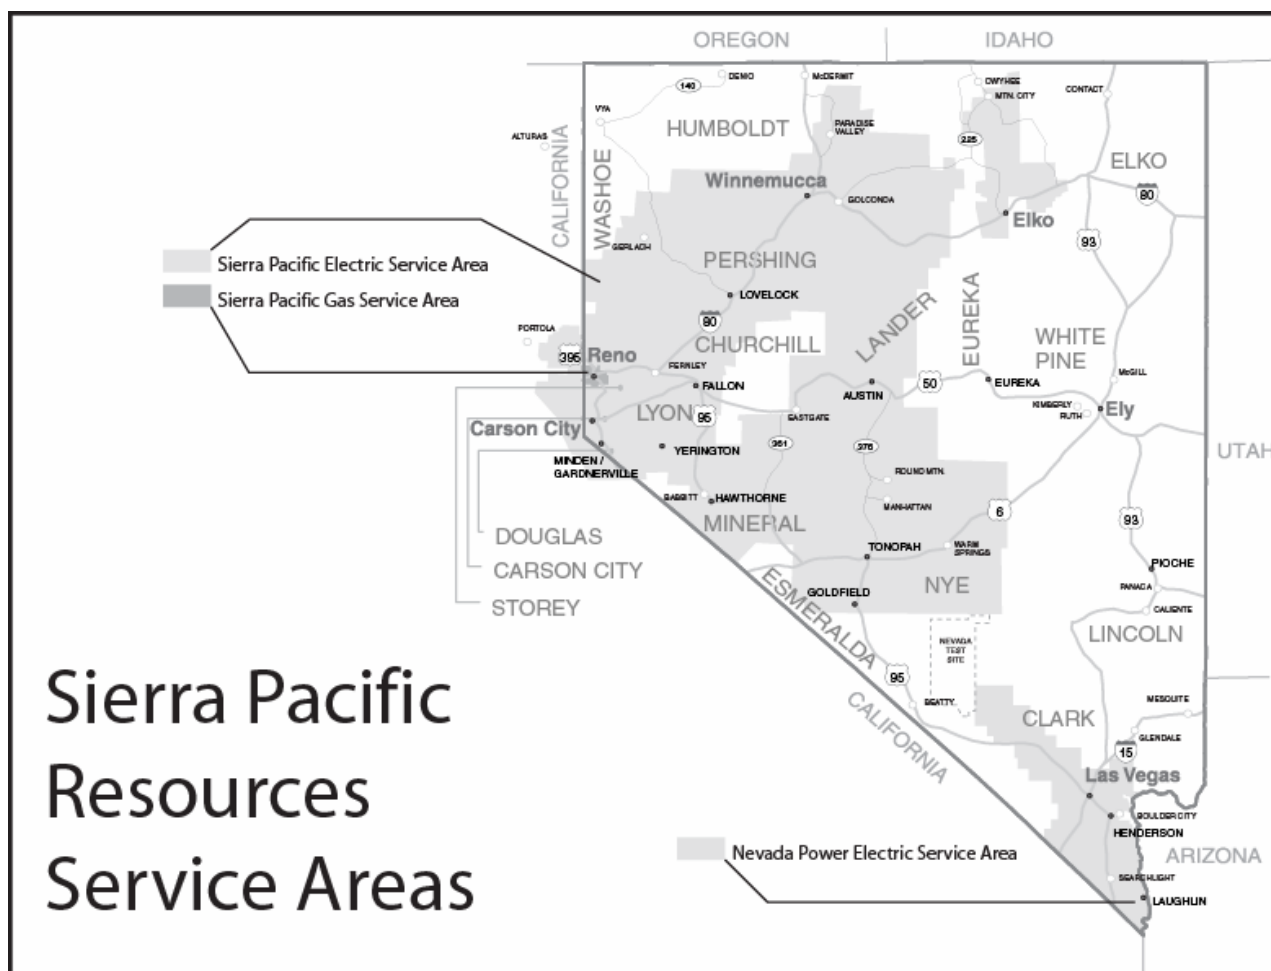 OREGON
IDAHO
DENIO
McDERMIT
OWYHEE
140
MTN. CITY
CONTACT
VYA
PARADISE
VALLEY
HUMBOLDT
ALTURAS
225
CALIFORNIA
WASHOE
ELKO
Winnemucca
80
GOLCONDA
Elko
GERLACH
93
PERSHING
Sierra Pacific Electric Service Area
Sierra Pacific Gas Service Area
LOVELOCK
80
PORTOLA
CHURCHILL
LANDER
EUREKA
WHITE
PINE
395
Reno
FERNLEY
McGILL
FALLON
AUSTIN
50
EUREKA
KIMBERLY
RUTH
Ely
LYON
95
EASTGATE
Carson City
361
376
YERINGTON
UTAH
MINDEN /
GARDNERVILLE
ROUND MTN.
BABBITT
HAWTHORNE
MANHATTAN
6
93
MINERAL
DOUGLAS
TONOPAH
WARM
SPRINGS
CARSON CITY
PIOCHE
ESMERALDA
GOLDFIELD
NYE
PANACA
STOREY
CALIENTE
LINCOLN
NEVADA
TEST
SITE
95
BEATTY
CALIFORNIA
MESQUITE
CLARK
GLENDALE
15
Las Vegas
BOULDER CITY
HENDERSON
ARIZONA
Nevada Power Electric Service Area
SEARCHLIGHT
LAUGHLIN
Sierra Pacific
Resources
Service Areas